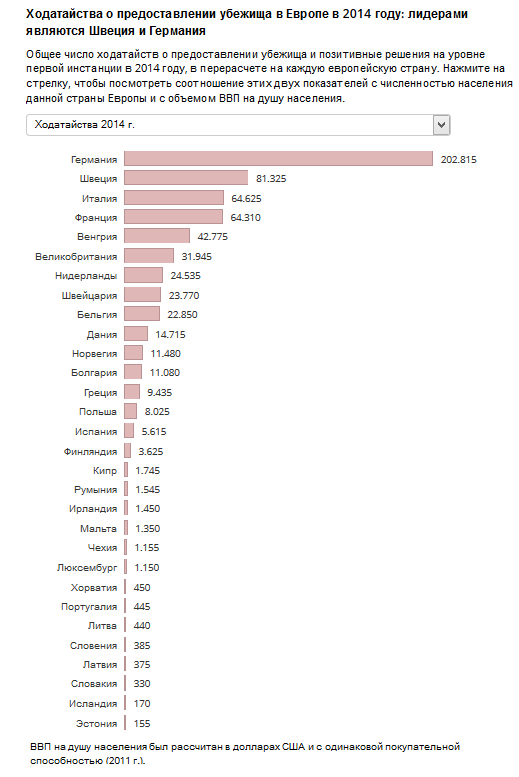 Ходатайства о предоставлении убежища в Европе в 2014 году: лидерами
являются Швеция и Германия
Общее число ходатайств о предоставлении убежища и позитивные решения на уровне
первой инстанции в 2014 году, в перерасчете на каждую европейскую страну. Нажмите на
стрелку, чтобы посмотреть соотношение этих двух показателей с численностью населения
данной страны Европы и с объемом ВВП на душу населения.
Ходатайства 2014 г.
Германия 202.815
Швеция 81.325
Италия 64.625
Франция 64.310
Венгрия 42.775
Великобритания 31.945
Нидерланды 24.535
Швейцария 23.770
Бельгия 22.850
Дания 14.715
Норвегия 11.480
Болгария 11.080
Греция 9.435
Польша 8.025
Испания 5.615
Финляндия 3.625
Кипр 1.745
Румыния 1.545
Ирландия 1.450
Мальта 1.350
Чехия 1.155
Люксембург 1.150
Хорватия 450
Португалия 445
Литва 440
Словения 385
Латвия 375
Словакия 330
Исландия 170
Эстония 155
ВВП на душу населения был рассчитан в долларах США и с одинаковой покупательной
способностью (2011 г.).